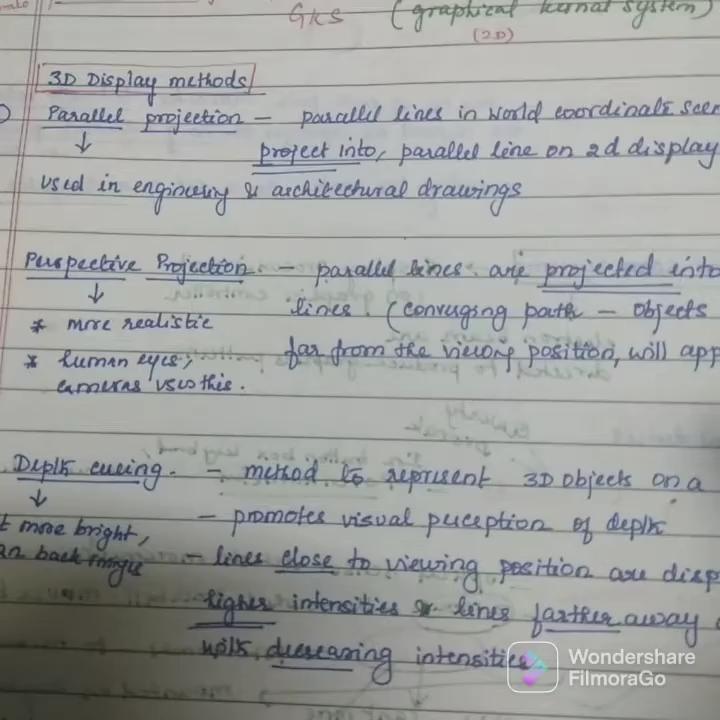 GKS (graphical kernal system)
(2D)
3D Display methods
Parallel projection — parallel lines in world coordinate scen
↓ project into, parallel line on 2d display
used in engineering & architectural drawings
Perspective Projection — parallel lines are projected into
↓ lines (converging path — objects
* more realistic far from the viewing position, will app
* human eyes,
cameras uses this.
Depth cueing. — method to represent 3D objects on a
↓ — promotes visual perception of depth
t more bright,
back — lines close to viewing position are disp
higher intensities & lines farther away
with decreasing intensities
Wondershare
FilmoraGo